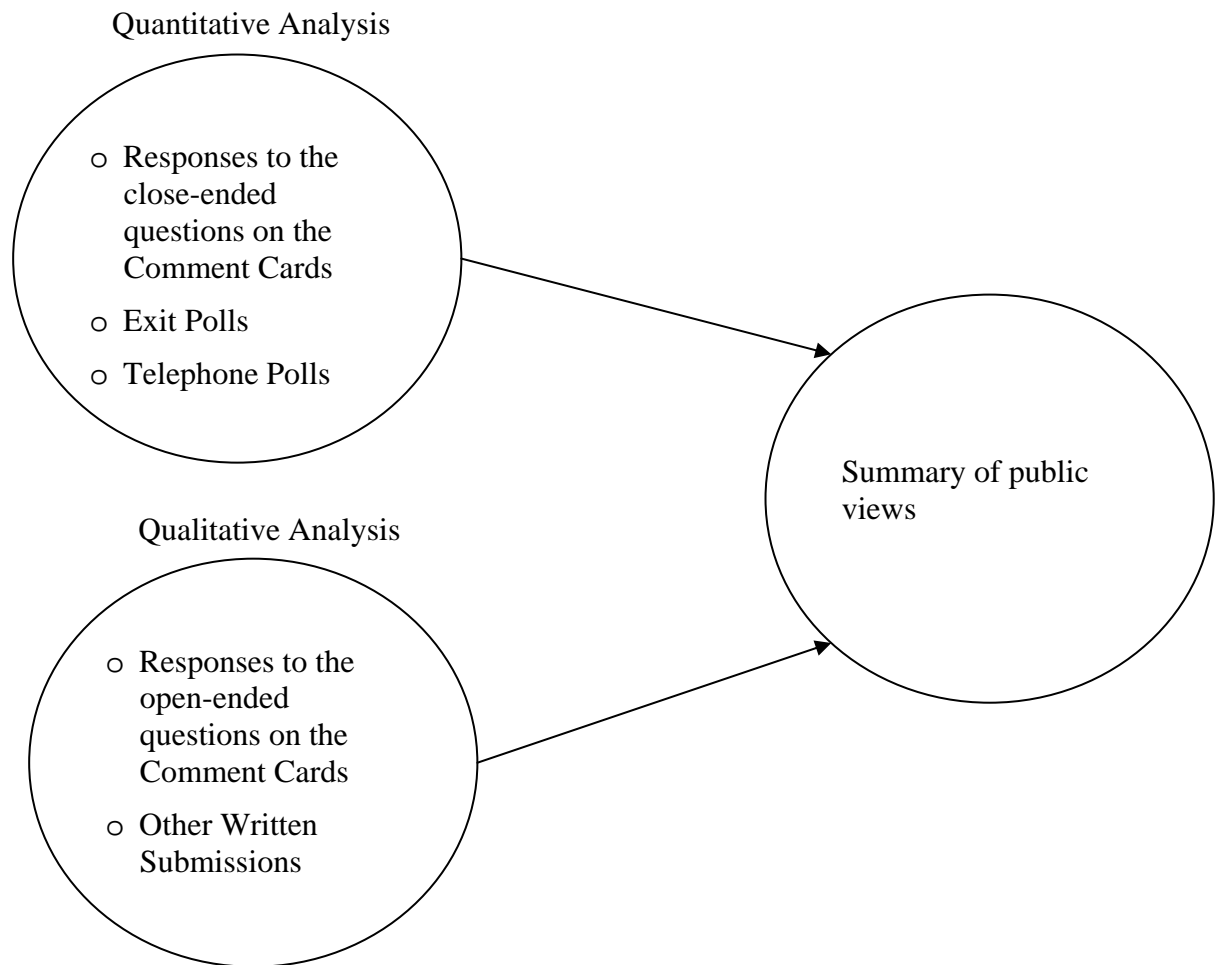 Quantitative Analysis
o Responses to the
close-ended
questions on the
Comment Cards
o Exit Polls
o Telephone Polls
Summary of public
views
Qualitative Analysis
o Responses to the
open-ended
questions on the
Comment Cards
o Other Written
Submissions